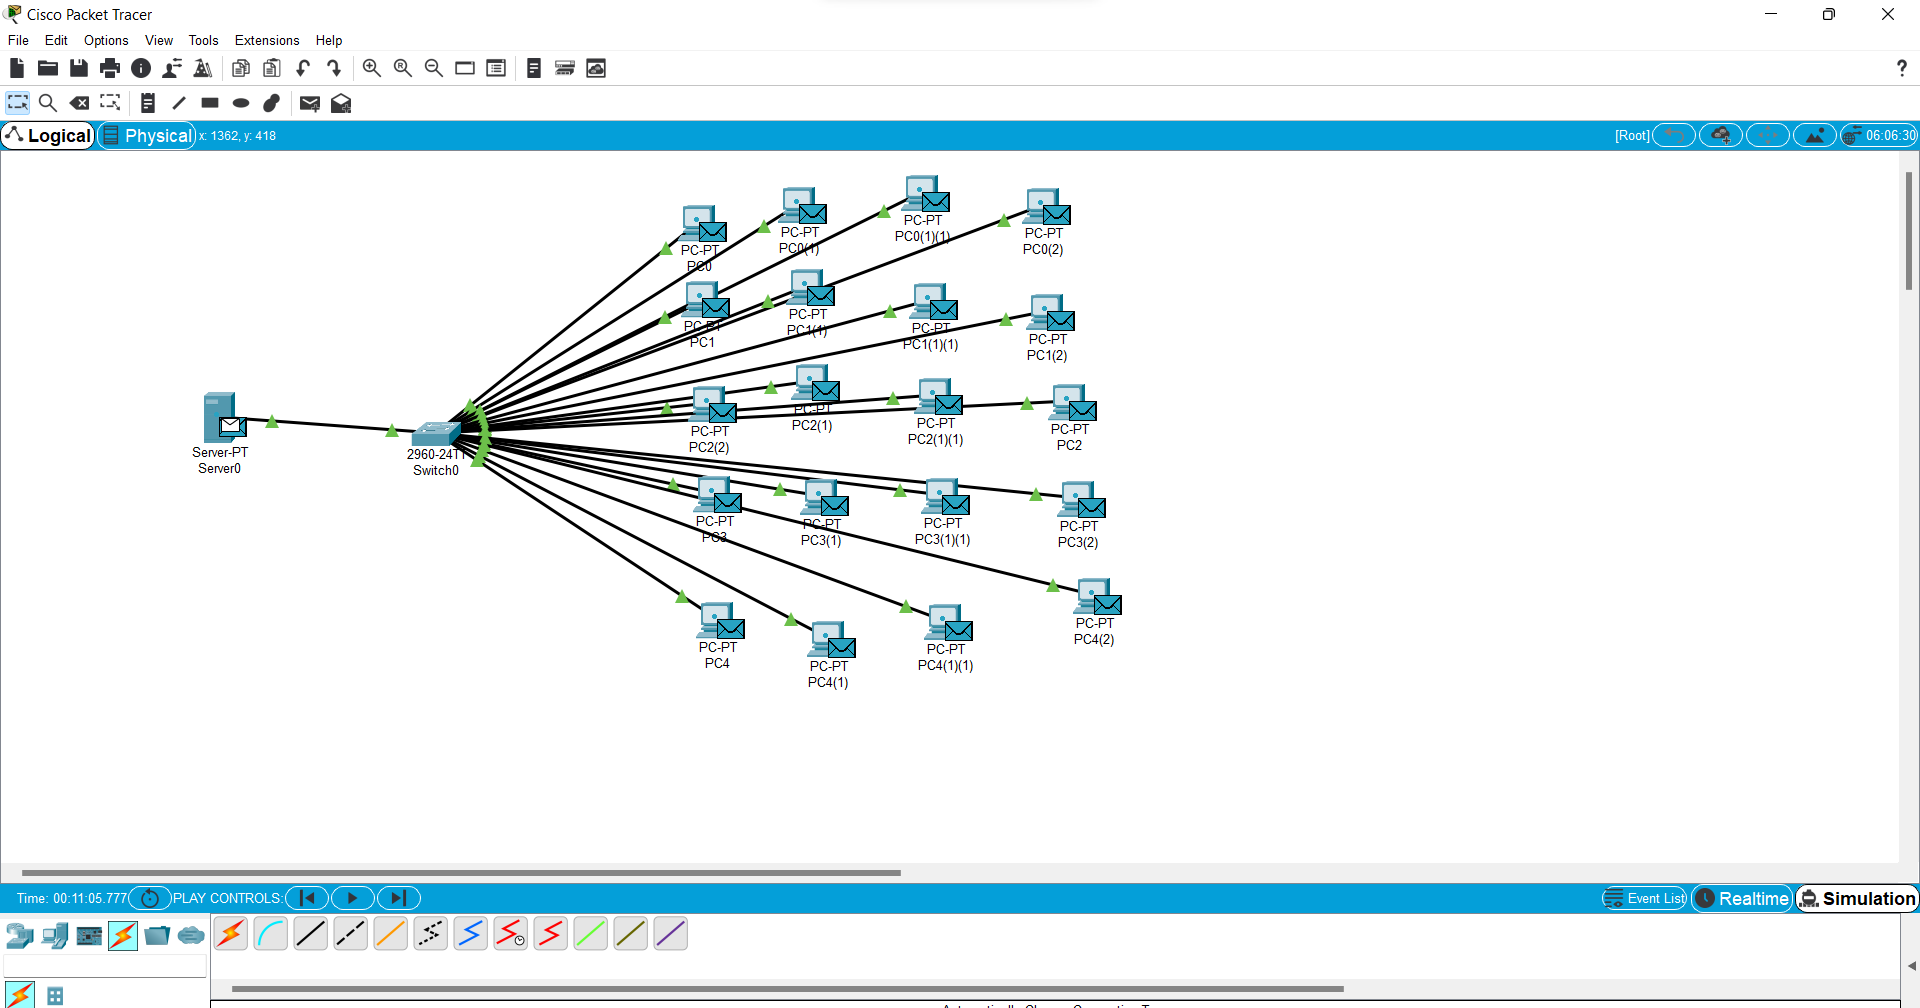 Cisco Packet Tracer
File Edit Options View Tools Extensions Help
?
Logical Physical x: 1362, y: 418 [Root] 06:06:30
PC-PT
PC0
PC-PT
PC0(1)
PC-PT
PC0(1)(1)
PC-PT
PC0(2)
PC-PT
PC1
PC-PT
PC1(1)
PC-PT
PC1(1)(1)
PC-PT
PC1(2)
Server-PT
Server0
2960-24TT
Switch0
PC-PT
PC2(2)
PC-PT
PC2(1)
PC-PT
PC2(1)(1)
PC-PT
PC2
PC-PT
PC3
PC-PT
PC3(1)
PC-PT
PC3(1)(1)
PC-PT
PC3(2)
PC-PT
PC4
PC-PT
PC4(1)
PC-PT
PC4(1)(1)
PC-PT
PC4(2)
Time: 00:11:05.777 PLAY CONTROLS: Event List Realtime Simulation